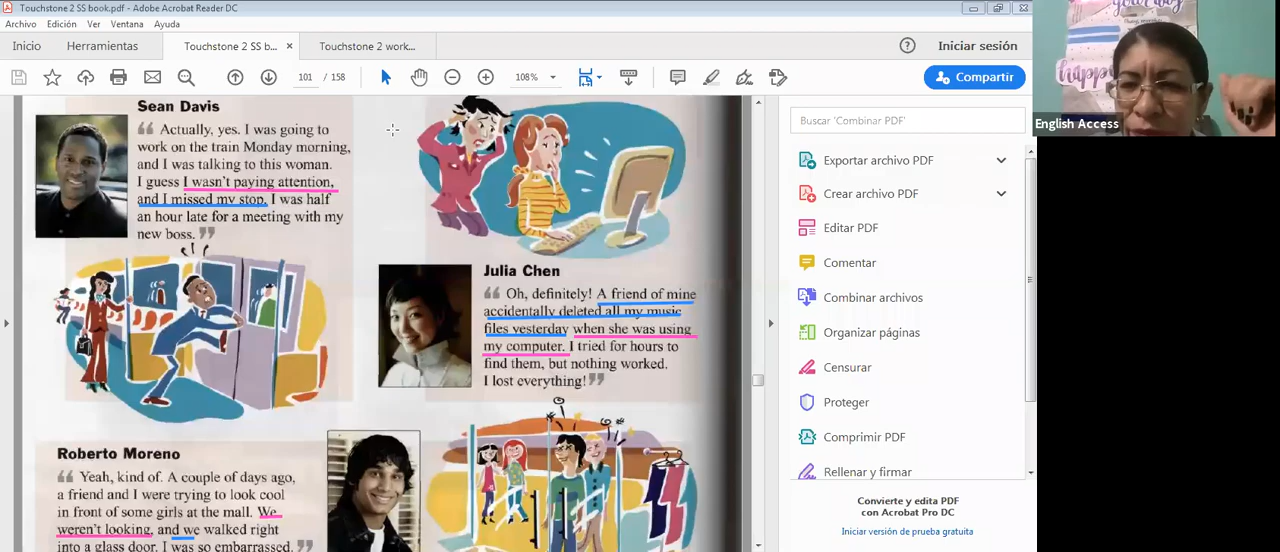 Touchstone 2 SS book.pdf - Adobe Acrobat Reader DC
Archivo Edición Ver Ventana Ayuda
Inicio Herramientas Touchstone 2 SS b... × Touchstone 2 work... Iniciar sesión
101 / 158 108% Compartir
Sean Davis
“ Actually, yes. I was going to
work on the train Monday morning,
and I was talking to this woman.
I guess I wasn't paying attention,
and I missed my stop. I was half
an hour late for a meeting with my
new boss. ”
Julia Chen
“ Oh, definitely! A friend of mine
accidentally deleted all my music
files yesterday when she was using
my computer. I tried for hours to
find them, but nothing worked.
I lost everything! ”
Roberto Moreno
“ Yeah, kind of. A couple of days ago,
a friend and I were trying to look cool
in front of some girls at the mall. We
weren't looking, and we walked right
into a glass door. I was so embarrassed. ”
Buscar 'Combinar PDF'
Exportar archivo PDF
Crear archivo PDF
Editar PDF
Comentar
Combinar archivos
Organizar páginas
Censurar
Proteger
Comprimir PDF
Rellenar y firmar
Convierte y edita PDF
con Acrobat Pro DC
Iniciar versión de prueba gratuita
your
happ
English Access